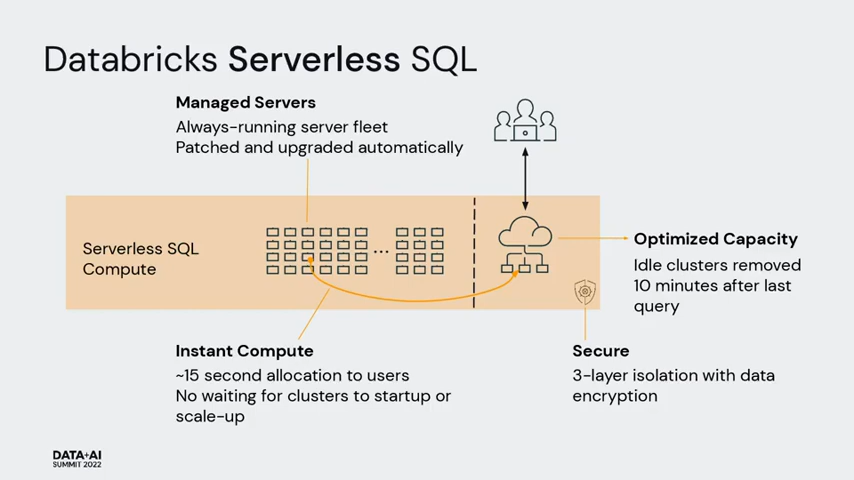 Databricks Serverless SQL
Managed Servers
Always-running server fleet
Patched and upgraded automatically
Serverless SQL
Compute
...
Optimized Capacity
Idle clusters removed
10 minutes after last
query
Instant Compute
~15 second allocation to users
No waiting for clusters to startup or
scale-up
Secure
3-layer isolation with data
encryption
DATA+AI
SUMMIT 2022